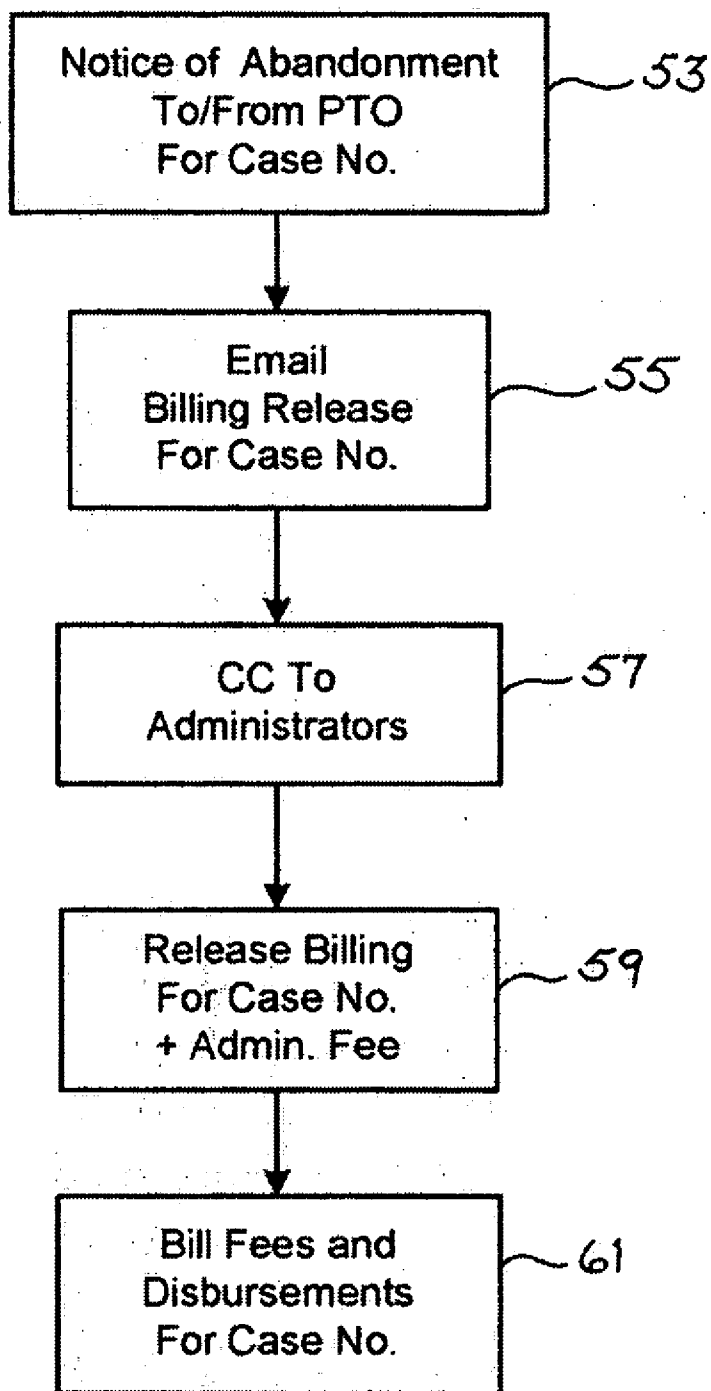 Notice of Abandonment
To/From PTO
For Case No.
53
Email
Billing Release
For Case No.
55
CC To
Administrators
57
Release Billing
For Case No.
+ Admin. Fee
59
Bill Fees and
Disbursements
For Case No.
61